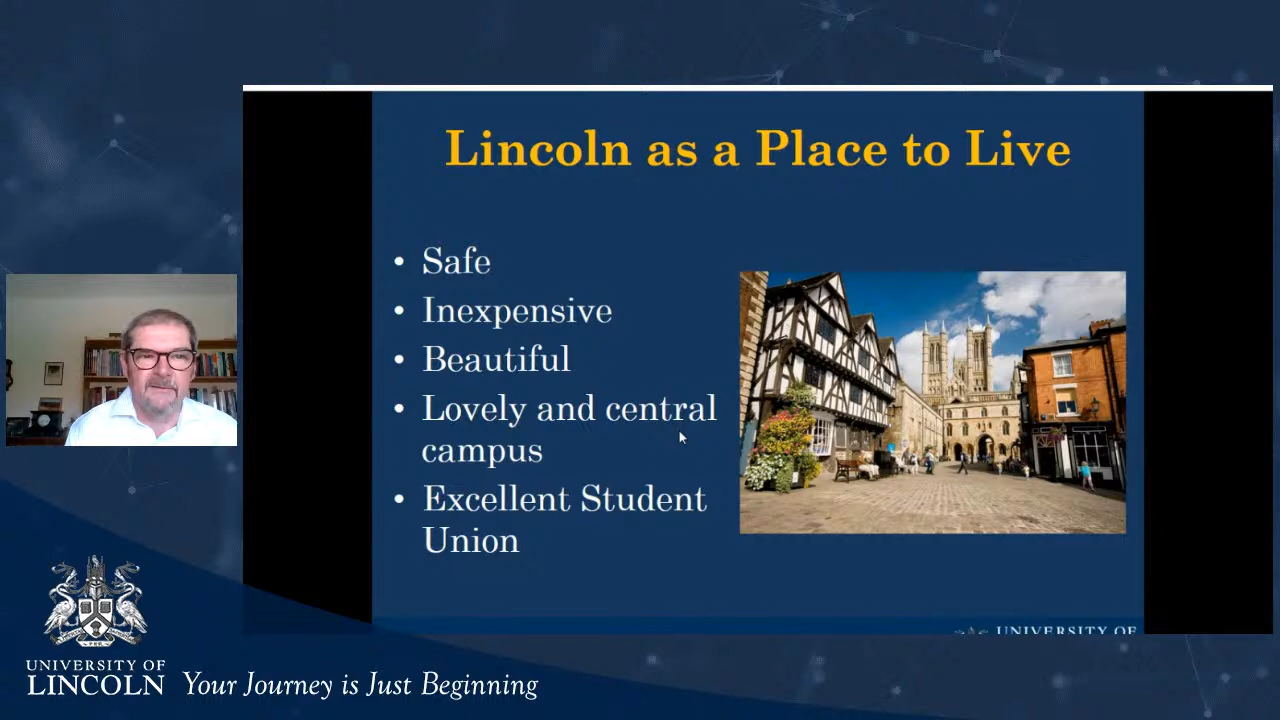 Lincoln as a Place to Live
• Safe
• Inexpensive
• Beautiful
• Lovely and central
campus
• Excellent Student
Union
UNIVERSITY OF
UNIVERSITY OF
LINCOLN
Your Journey is Just Beginning